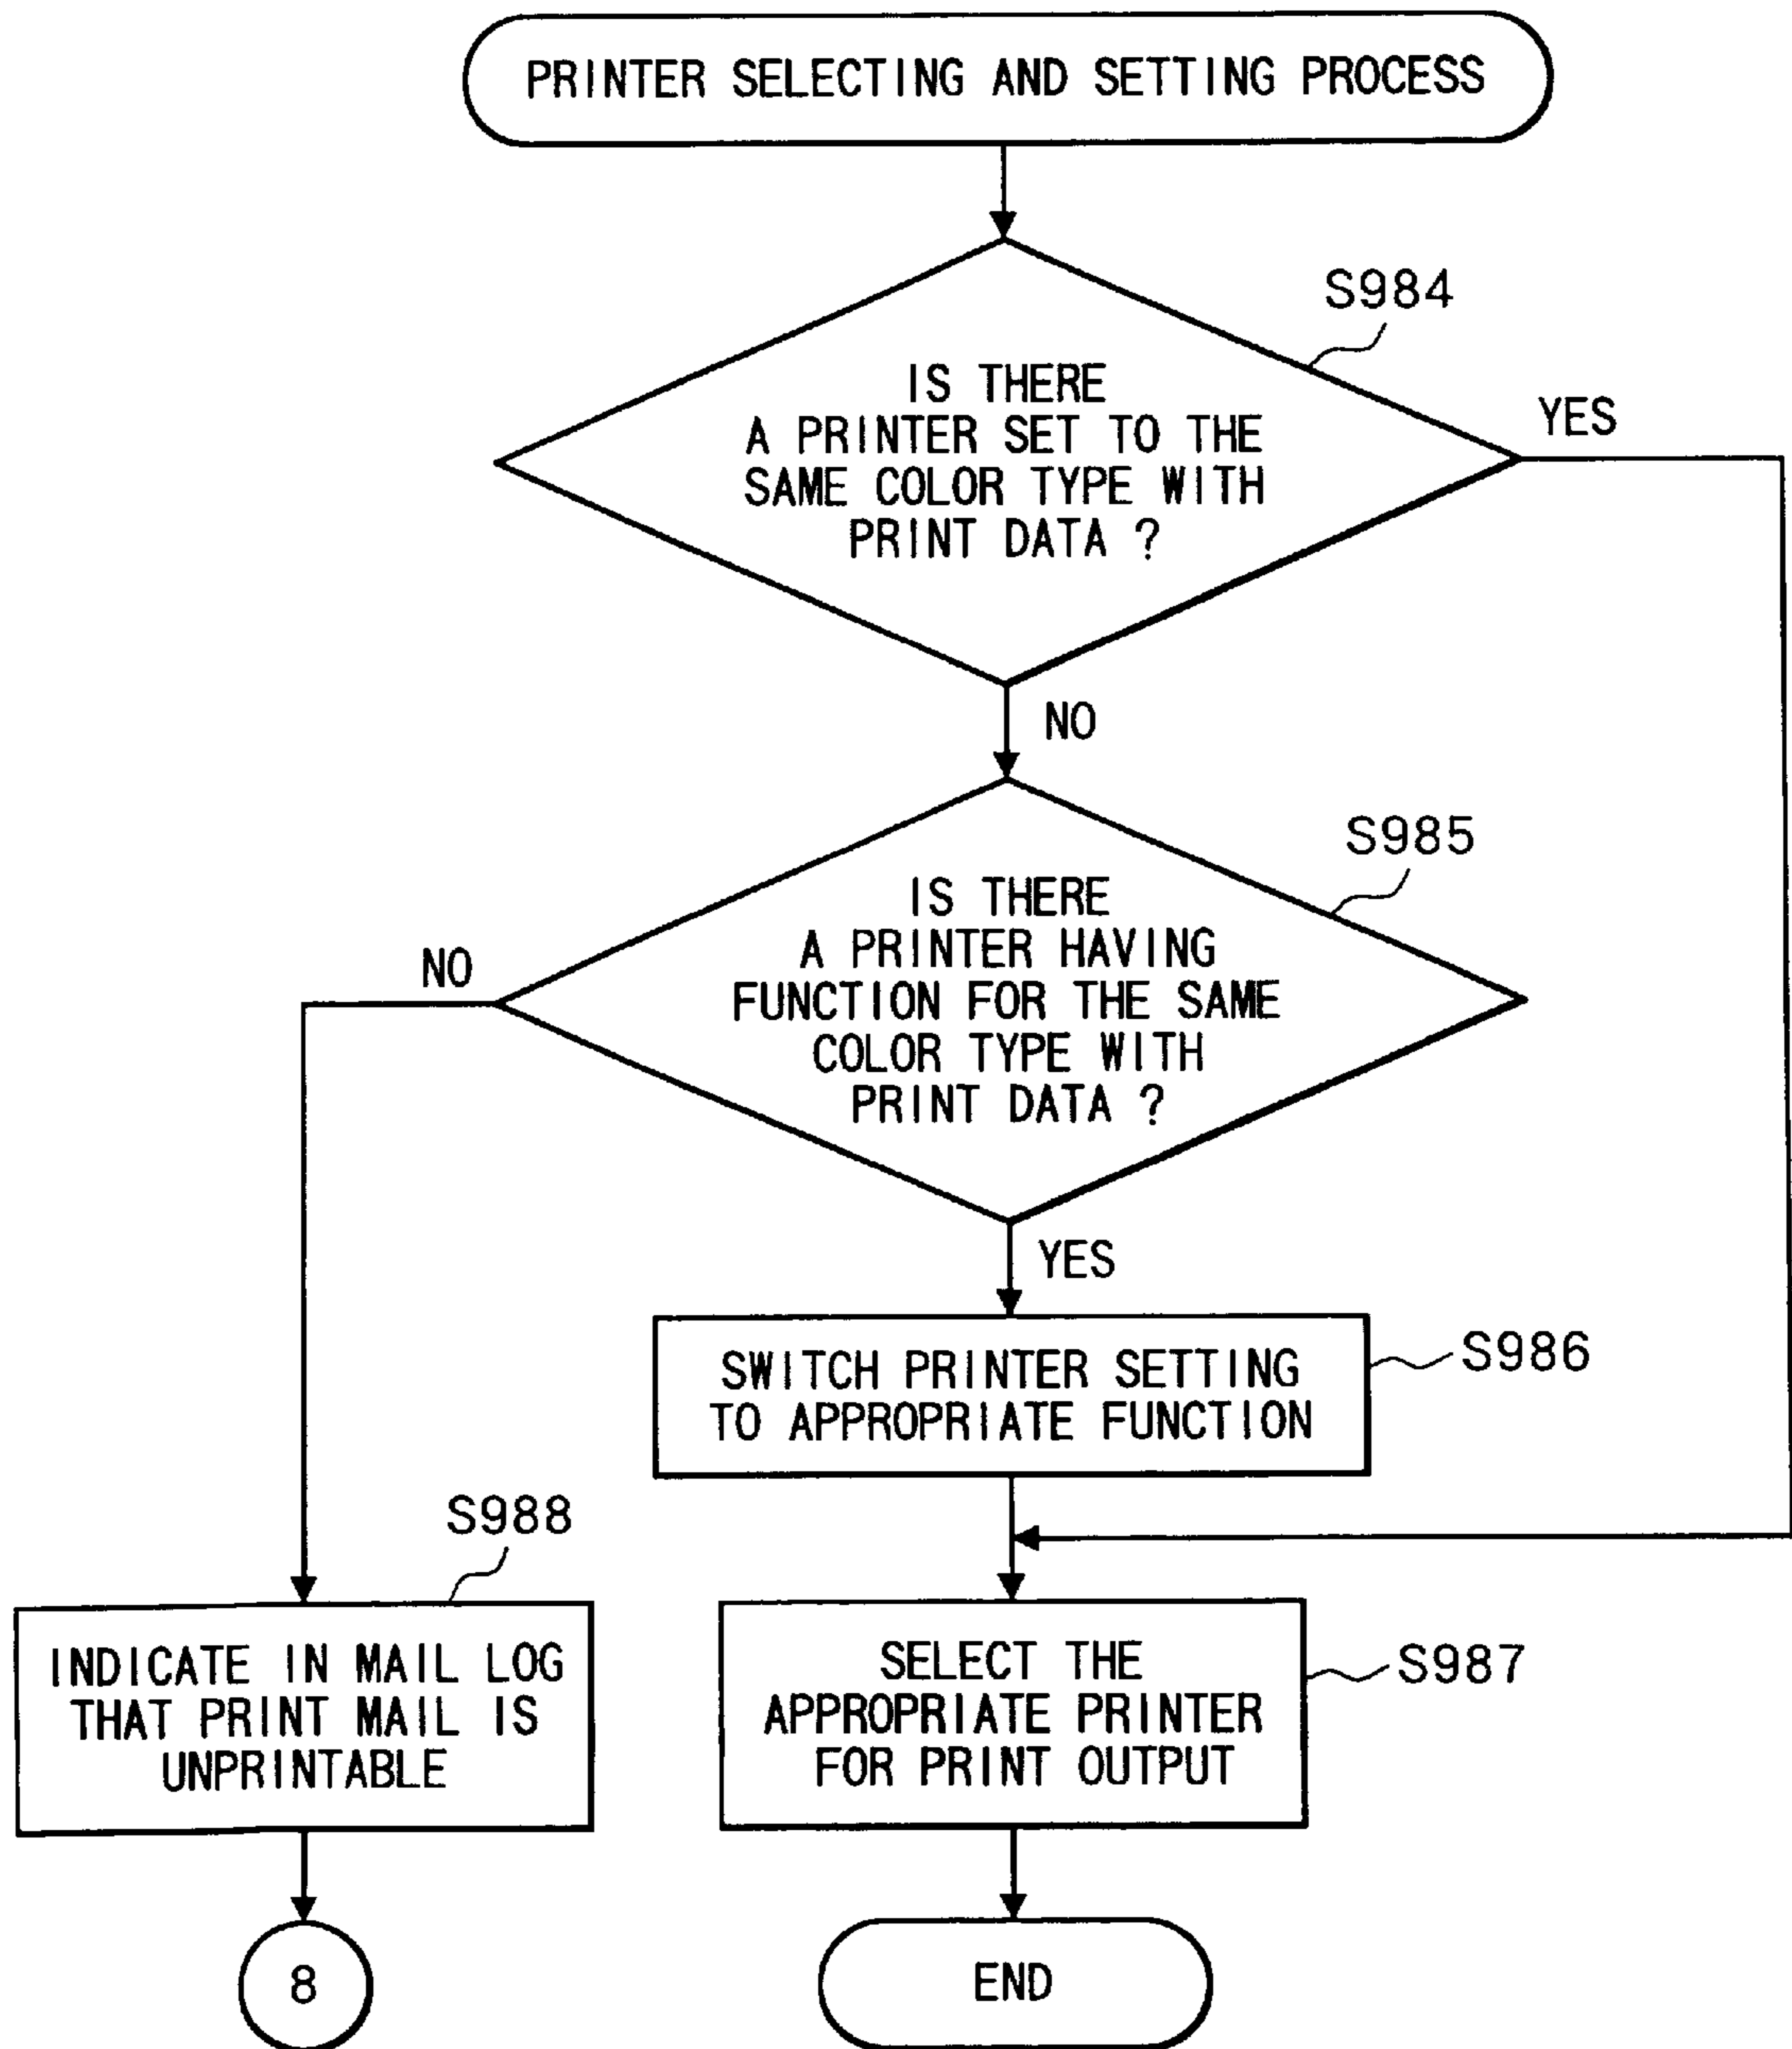 PRINTER SELECTING AND SETTING PROCESS
S984
IS THERE
A PRINTER SET TO THE
SAME COLOR TYPE WITH
PRINT DATA ?
YES
NO
S985
IS THERE
A PRINTER HAVING
FUNCTION FOR THE SAME
COLOR TYPE WITH
PRINT DATA ?
NO
YES
SWITCH PRINTER SETTING
TO APPROPRIATE FUNCTION
S986
S988
INDICATE IN MAIL LOG
THAT PRINT MAIL IS
UNPRINTABLE
SELECT THE
APPROPRIATE PRINTER
FOR PRINT OUTPUT
S987
8
END